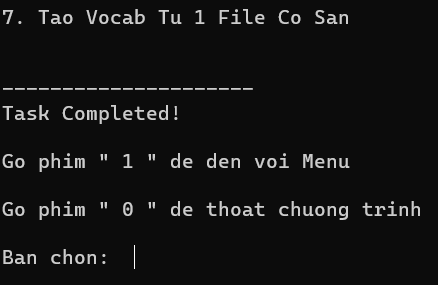 7. Tao Vocab Tu 1 File Co San
---------------------
Task Completed!
Go phim " 1 " de den voi Menu
Go phim " 0 " de thoat chuong trinh
Ban chon: